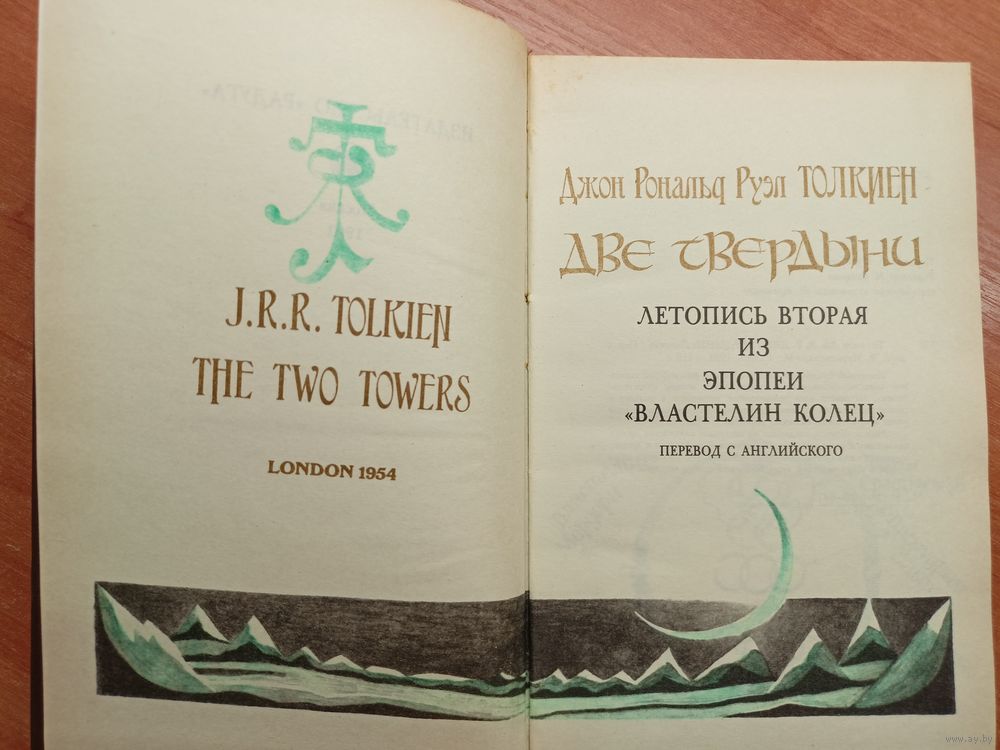 J.R.R. TOLKIEN
THE TWO TOWERS
LONDON 1954
Джон Рональд Руэл ТОЛКИЕН
ДВЕ ТВЕРДЫНИ
ЛЕТОПИСЬ ВТОРАЯ
ИЗ
ЭПОПЕИ
«ВЛАСТЕЛИН КОЛЕЦ»
ПЕРЕВОД С АНГЛИЙСКОГО
www.ay.by